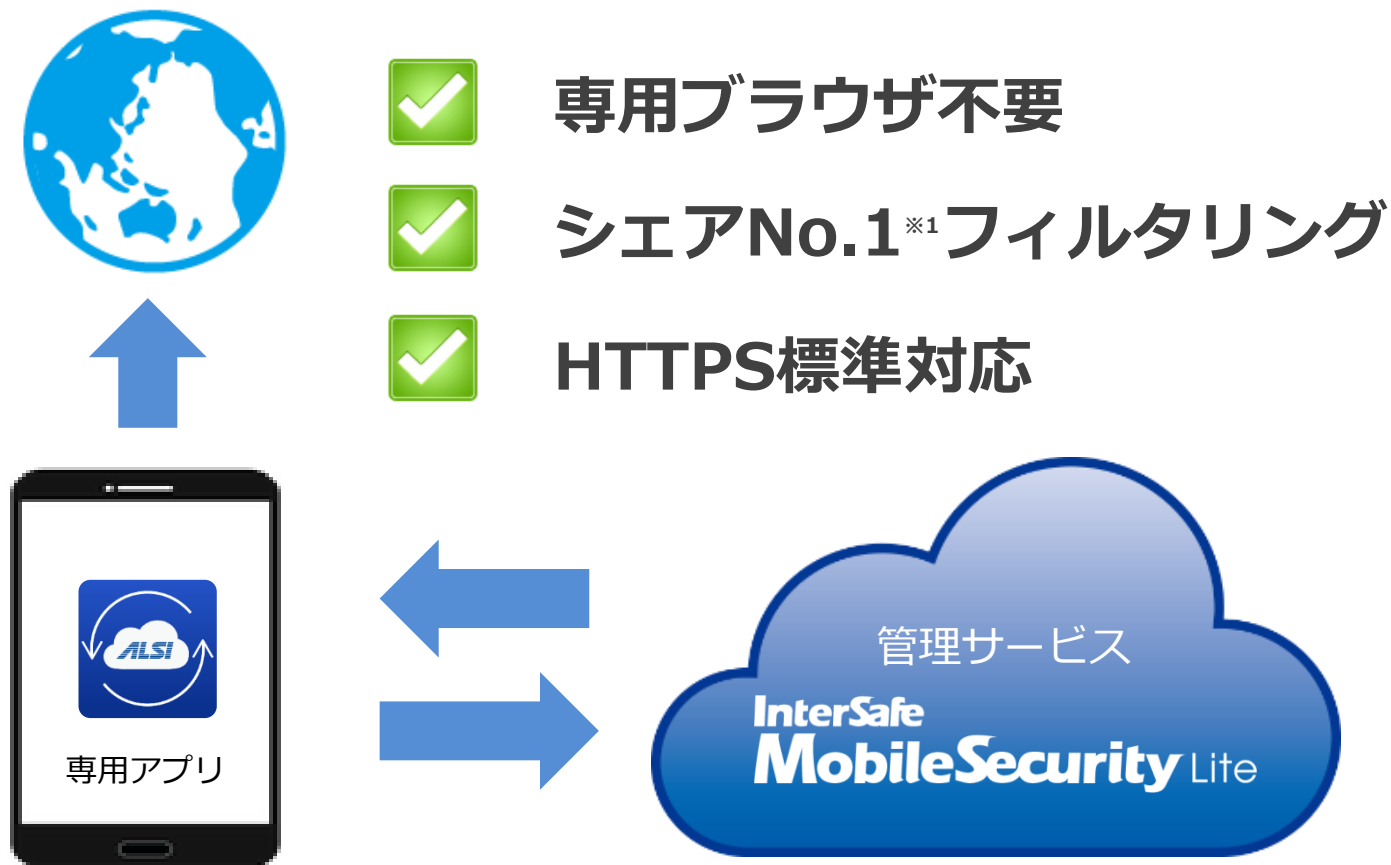 専用ブラウザ不要
シェアNo.1※1フィルタリング
HTTPS標準対応
ALSI
専用アプリ
管理サービス
InterSafe
MobileSecurity Lite